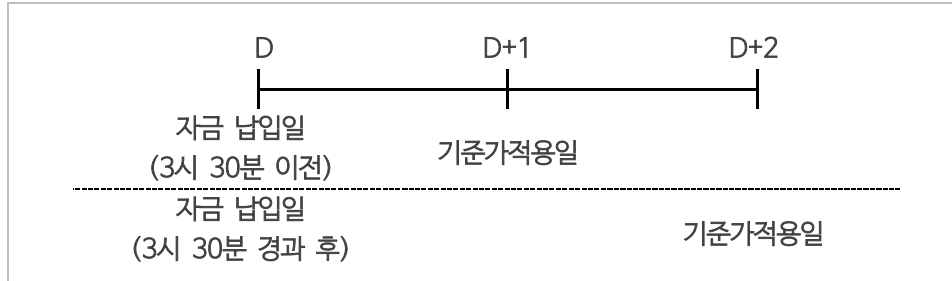 D D+1 D+2
자금 납입일
(3시 30분 이전)
기준가적용일
자금 납입일
(3시 30분 경과 후)
기준가적용일